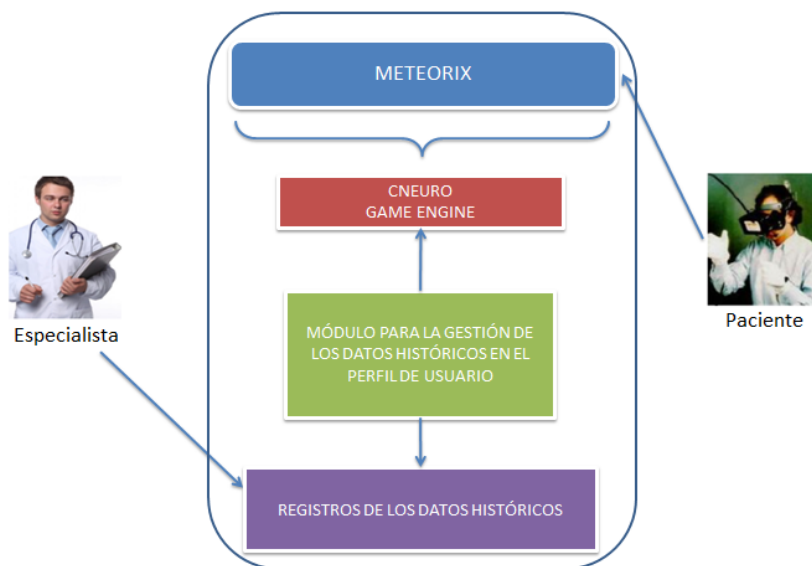 METEORIX
CNEURO
GAME ENGINE
Especialista
MÓDULO PARA LA GESTIÓN DE
LOS DATOS HISTÓRICOS EN EL
PERFIL DE USUARIO
Paciente
REGISTROS DE LOS DATOS HISTÓRICOS